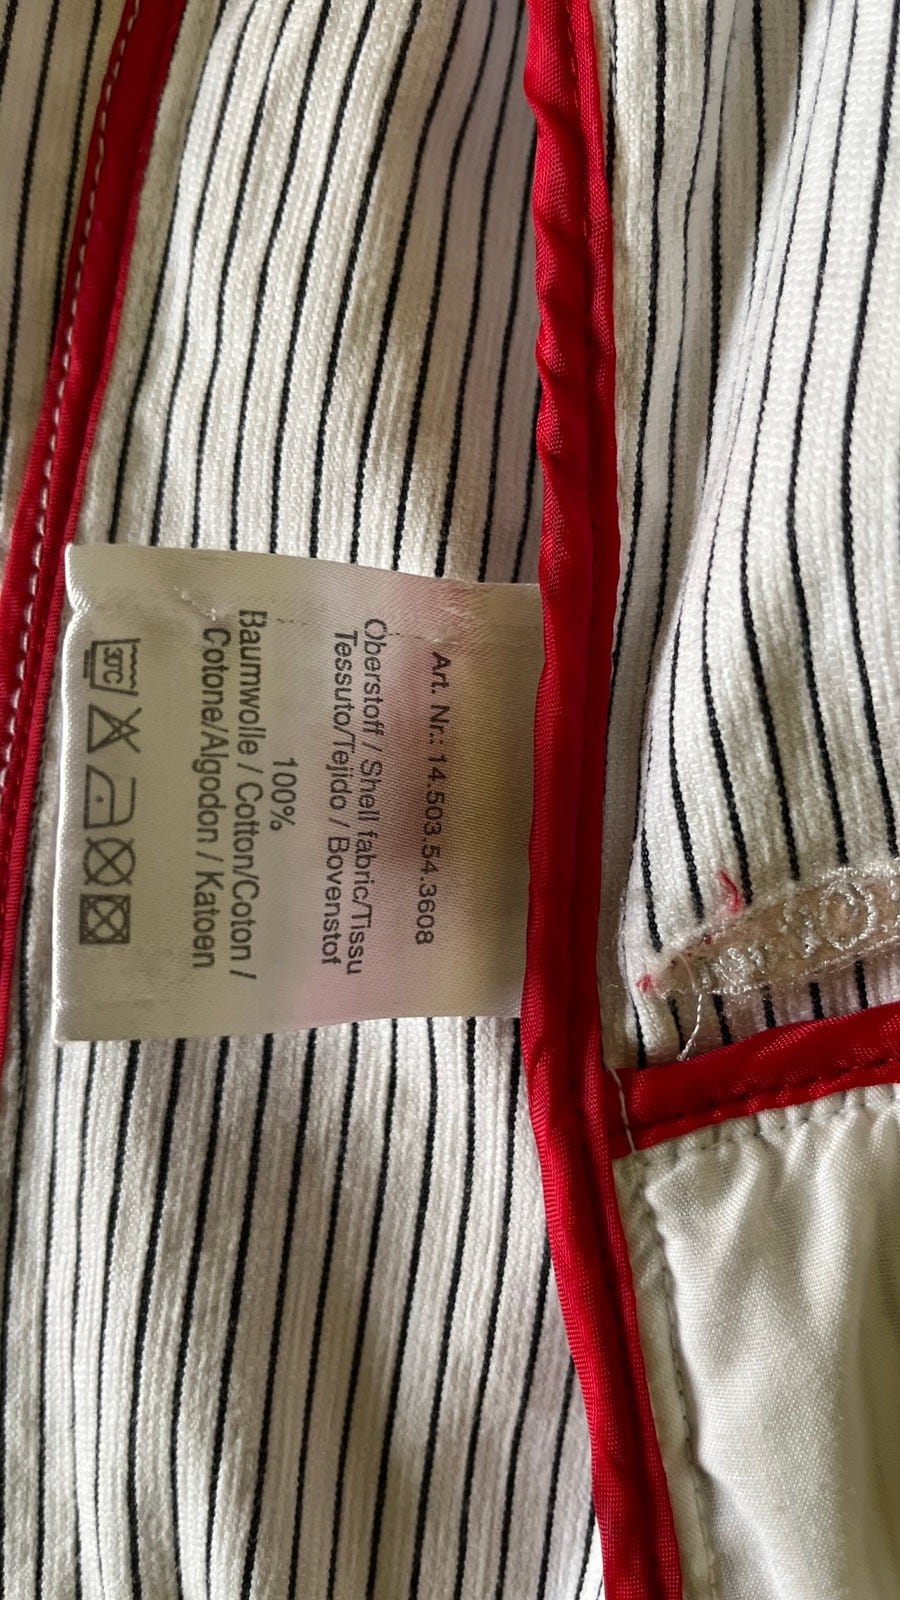 Art. Nr.: 14.503.54.3608
Oberstoff / Shell fabric/Tissu
Tessuto/Tejido / Bovenstof
100%
Baumwolle / Cotton/Coton /
Cotone/Algodon / Katoen
30°C